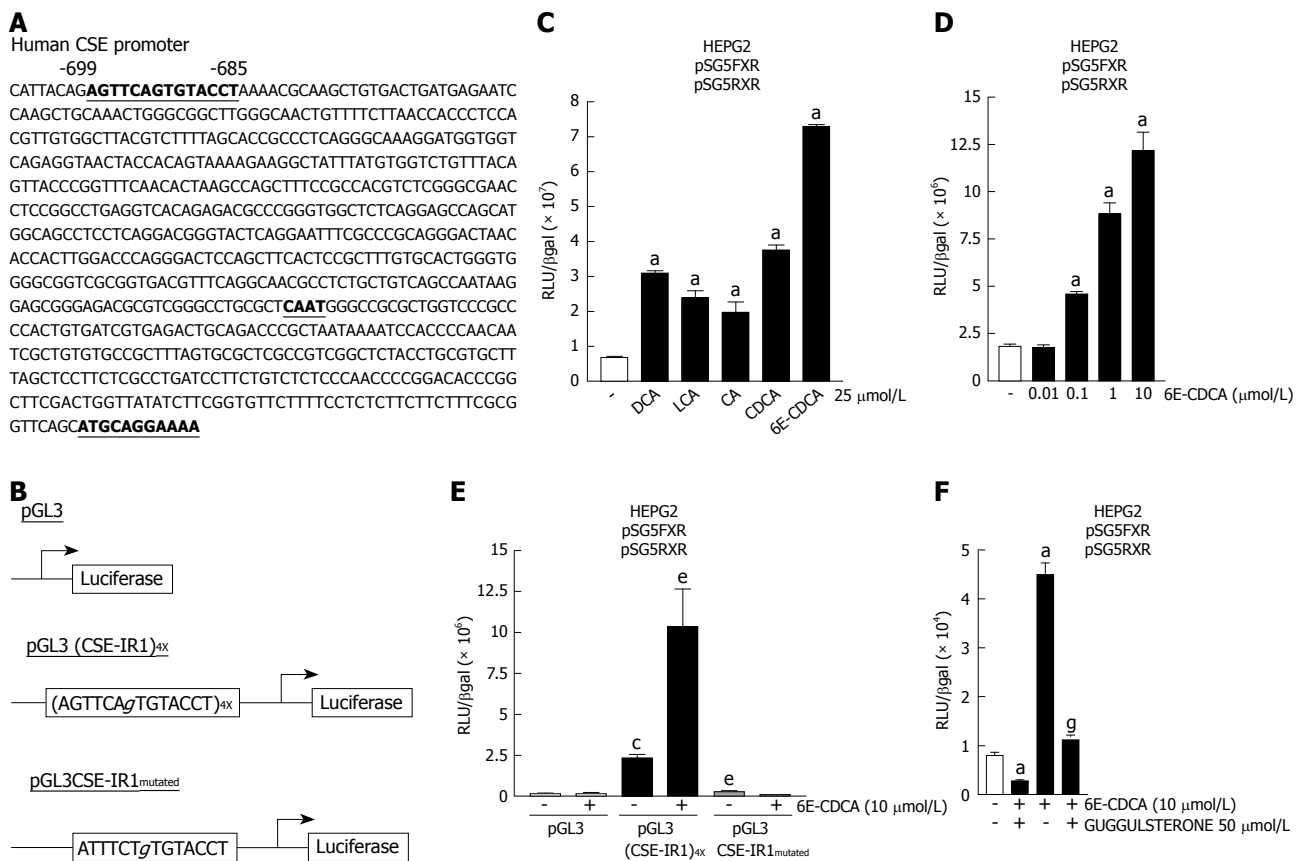 A
Human CSE promoter
-699 -685
CATTACAGAGTTCAGTGTACCTAAAACGCAAGCTGTGACTGATGAGAATC
CAAGCTGCAAACTGGGCGGCTTGGGCAACTGTTTTCTTAACCACCCTCCA
CGTTGTGGCTTACGTCTTTTAGCACCGCCCTCAGGGCAAAGGATGGTGGT
CAGAGGTAACTACCACAGTAAAAGAAGGCTATTTATGTGGTCTGTTTACA
GTTACCCGGTTTCAACACTAAGCCAGCTTTCCGCCACGTCTCGGGCGAAC
CTCCGGCCTGAGGTCACAGAGACGCCCGGGTGGCTCTCAGGAGCCAGCAT
GGCAGCCTCCTCAGGACGGGTACTCAGGAATTTCGCCCGCAGGGACTAAC
ACCACTTGGACCCAGGGACTCCAGCTTCACTCCGCTTTGTGCACTGGGTG
GGGCGGTCGCGGTGACGTTTCAGGCAACGCCTCTGCTGTCAGCCAATAAG
GAGCGGGAGACGCGTCGGGCCTGCGCTCAATGGGCCGCGCTGGTCCCGCC
CCACTGTGATCGTGAGACTGCAGACCCGCTAATAAAATCCACCCCAACAA
TCGCTGTGTGCCGCTTTAGTGCGCTCGCCGTCGGCTCTACCTGCGTGCTT
TAGCTCCTTCTCGCCTGATCCTTCTGTCTCTCCCAACCCCGGACACCCGG
CTTCGACTGGTTATATCTTCGGTGTTCTTTTCCTCTCTTCTTCTTTCGCG
GTTCAGCATGCAGGAAAA
B
pGL3
Luciferase
pGL3 (CSE-IR1)4X
(AGTTCAgTGTACCT)4X Luciferase
pGL3CSE-IR1mutated
ATTTCTgTGTACCT Luciferase
C
HEPG2
pSG5FXR
pSG5RXR
RLU/βgal (× 10⁷)
8
7
6
5
4
3
2
1
0
a a a a a
- DCA LCA CA CDCA 6E-CDCA 25 μmol/L
D
HEPG2
pSG5FXR
pSG5RXR
RLU/βgal (× 10⁶)
15
12.5
10
7.5
5
2.5
0
a a a
- 0.01 0.1 1 10 6E-CDCA (μmol/L)
E
HEPG2
pSG5FXR
pSG5RXR
RLU/βgal (× 10⁶)
15
12.5
10
7.5
5
2.5
0
c e e
- + - + - + 6E-CDCA (10 μmol/L)
pGL3 pGL3 pGL3
(CSE-IR1)4X CSE-IR1mutated
F
HEPG2
pSG5FXR
pSG5RXR
RLU/βgal (× 10⁴)
5
4
3
2
1
0
a a g
- + + + 6E-CDCA (10 μmol/L)
- + - + GUGGULSTERONE 50 μmol/L